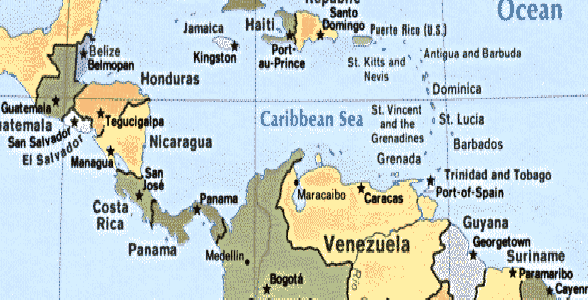 Republic
Ocean
Santo
Domingo
Haiti
Jamaica
Kingston
Port-
au-Prince
Puerto Rico (U.S.)
Antigua and Barbuda
St. Kitts and
Nevis
Belize
Belmopan
Honduras
Dominica
Guatemala
Guatemala
Tegucigalpa
San Salvador
El Salvador
Nicaragua
Managua
Caribbean Sea
St. Vincent
and the
Grenadines
St. Lucia
Barbados
Grenada
San
José
Costa
Rica
Panama
Panama
Maracaibo
Caracas
Trinidad and Tobago
Port-of-Spain
Medellin
Venezuela
Guyana
Georgetown
Suriname
Paramaribo
Bogotá
Cayenn